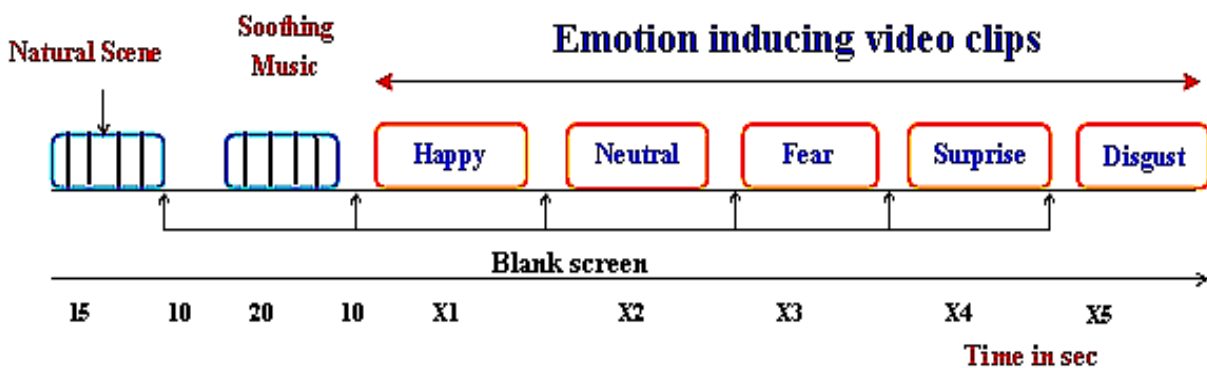 Natural Scene
Soothing
Music
Emotion inducing video clips
Happy
Neutral
Fear
Surprise
Disgust
Blank screen
15 10 20 10 X1 X2 X3 X4 X5
Time in sec